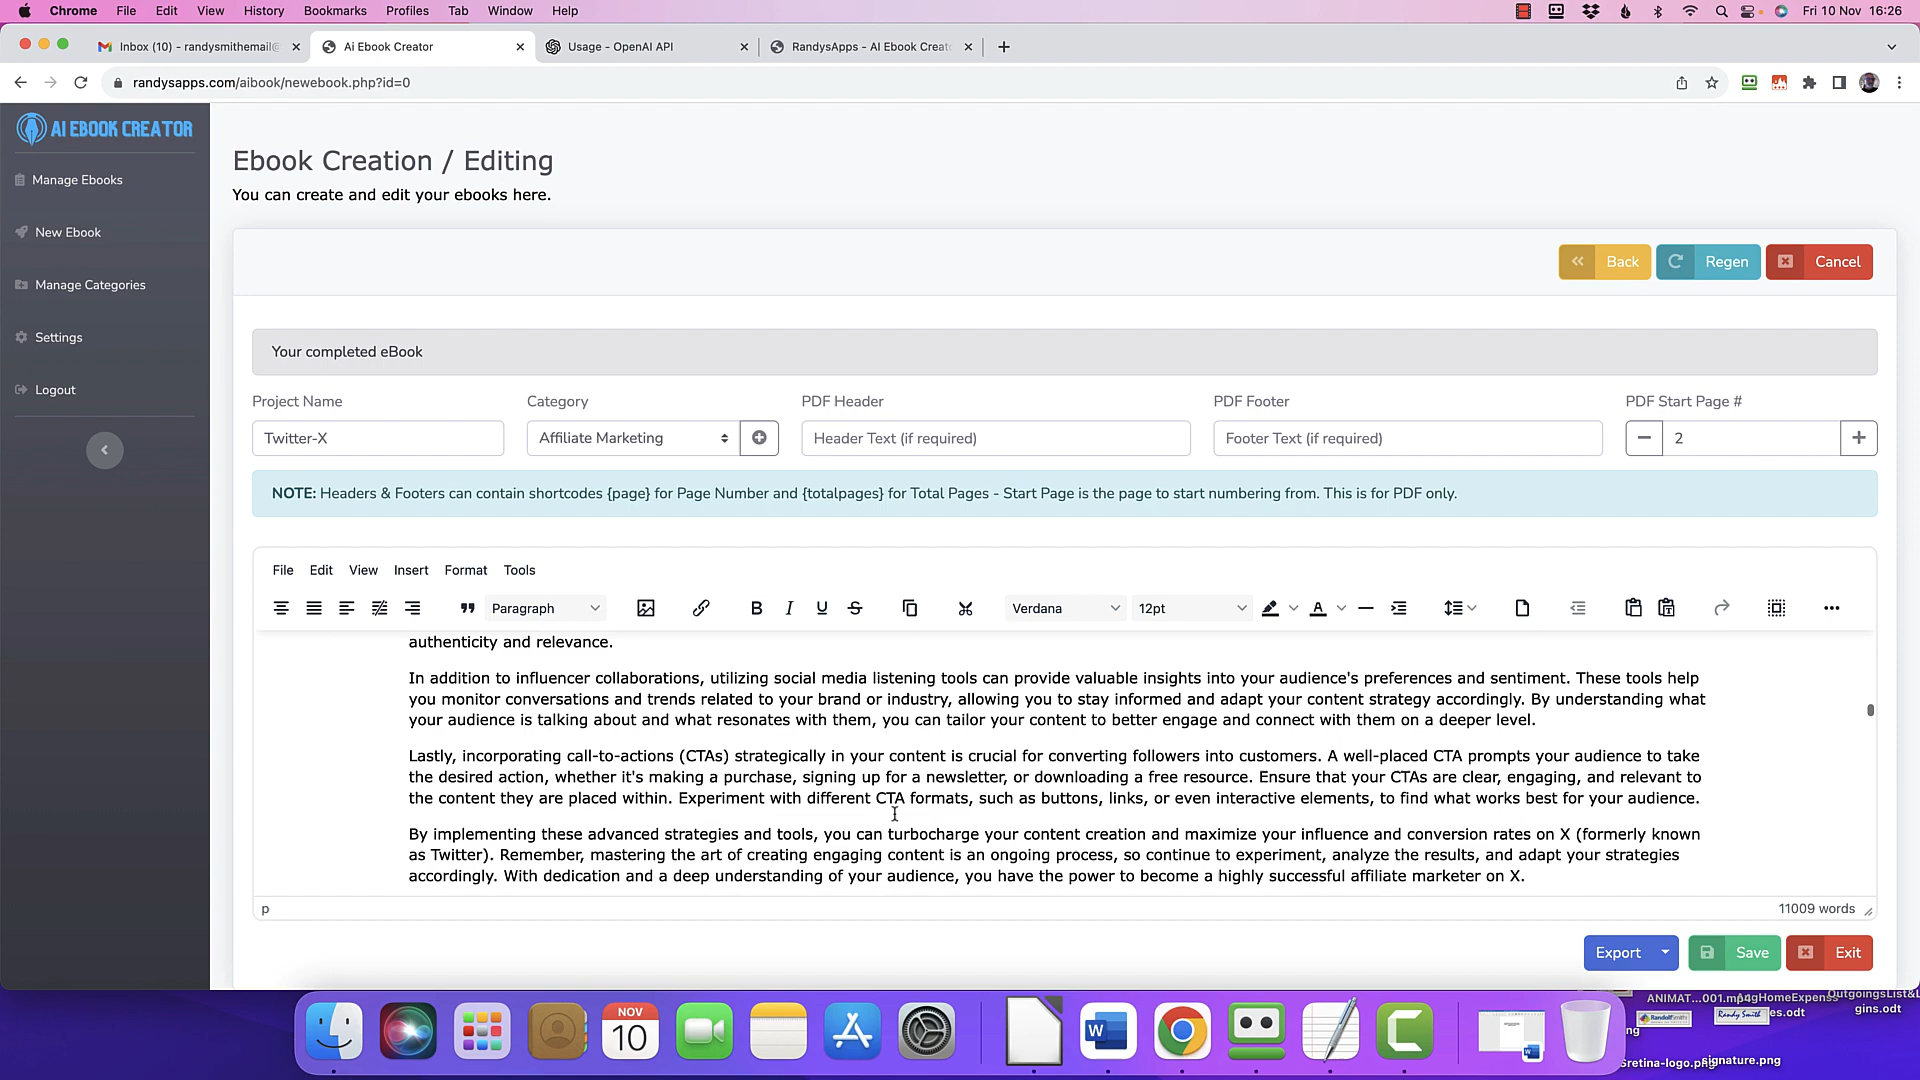 Chrome File Edit View History Bookmarks Profiles Tab Window Help Fri 10 Nov 16:26
Inbox (10) - randysmithemail@ Ai Ebook Creator Usage - OpenAI API RandysApps - AI Ebook Creato
randysapps.com/aibook/newebook.php?id=0
AI EBOOK CREATOR
Manage Ebooks
New Ebook
Manage Categories
Settings
Logout
Ebook Creation / Editing
You can create and edit your ebooks here.
Back Regen Cancel
Your completed eBook
Project Name Category PDF Header PDF Footer PDF Start Page #
Twitter-X Affiliate Marketing Header Text (if required) Footer Text (if required) 2
NOTE: Headers & Footers can contain shortcodes {page} for Page Number and {totalpages} for Total Pages - Start Page is the page to start numbering from. This is for PDF only.
File Edit View Insert Format Tools
Paragraph B I U S Verdana 12pt A
authenticity and relevance.
In addition to influencer collaborations, utilizing social media listening tools can provide valuable insights into your audience's preferences and sentiment. These tools help
you monitor conversations and trends related to your brand or industry, allowing you to stay informed and adapt your content strategy accordingly. By understanding what
your audience is talking about and what resonates with them, you can tailor your content to better engage and connect with them on a deeper level.
Lastly, incorporating call-to-actions (CTAs) strategically in your content is crucial for converting followers into customers. A well-placed CTA prompts your audience to take
the desired action, whether it's making a purchase, signing up for a newsletter, or downloading a free resource. Ensure that your CTAs are clear, engaging, and relevant to
the content they are placed within. Experiment with different CTA formats, such as buttons, links, or even interactive elements, to find what works best for your audience.
By implementing these advanced strategies and tools, you can turbocharge your content creation and maximize your influence and conversion rates on X (formerly known
as Twitter). Remember, mastering the art of creating engaging content is an ongoing process, so continue to experiment, analyze the results, and adapt your strategies
accordingly. With dedication and a deep understanding of your audience, you have the power to become a highly successful affiliate marketer on X.
p 11009 words
Export Save Exit
NOV
10
W
ANIMAT...001.mp4
es.odt
gins.odt
Randy Smith
signature.png